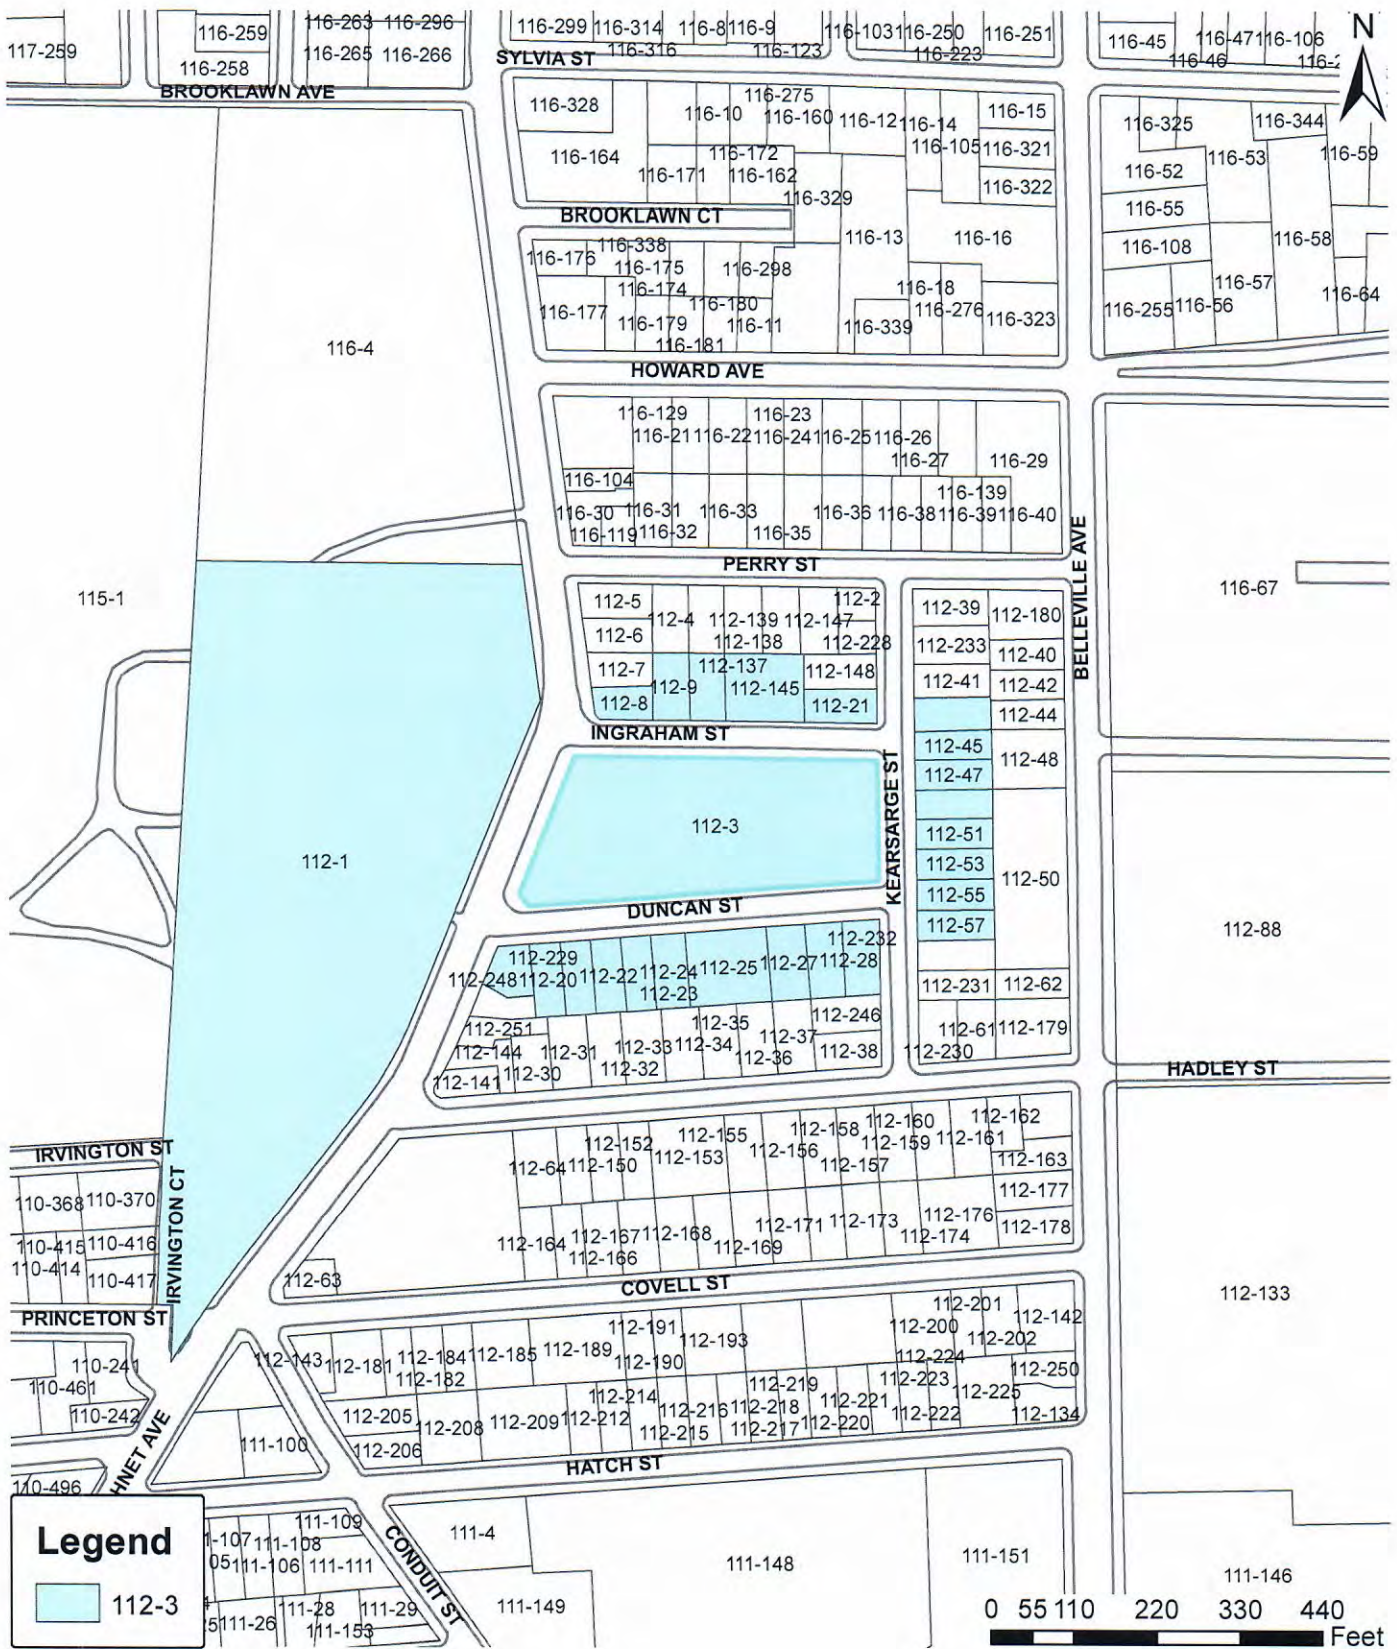 117-259
116-259
116-258
116-263 116-296
116-265 116-266
116-299 116-314 116-8 116-9
116-316 116-123
116-103 116-250 116-251
116-223
116-45 116-47 116-106
116-46
N
SYLVIA ST
BROOKLAWN AVE
116-328
116-164
116-10 116-275
116-160 116-12 116-14
116-15
116-172
116-105 116-321
116-171 116-162
116-322
116-329
BROOKLAWN CT
116-13 116-16
116-325 116-344
116-52 116-53 116-59
116-55
116-108 116-58
116-57
116-255 116-56 116-64
116-176 116-338
116-175 116-298
116-174
116-177 116-180
116-179 116-11
116-181
116-18
116-276
116-339 116-323
HOWARD AVE
116-4
116-129 116-23
116-21 116-22 116-24 116-25 116-26
116-27 116-29
116-104
116-139
116-30 116-31 116-33 116-36 116-38 116-39 116-40
116-119 116-32 116-35
PERRY ST
BELLEVILLE AVE
116-67
115-1
112-5 112-2
112-4 112-139 112-147
112-6 112-138 112-228
112-7 112-137 112-148
112-9 112-145
112-8 112-21
INGRAHAM ST
112-39 112-180
112-233 112-40
112-41 112-42
112-44
112-45 112-48
112-47
112-51
112-53 112-50
112-55
112-57
112-231 112-62
112-61 112-179
112-230
KEARSARGE ST
112-3
112-1
DUNCAN ST
112-88
112-232
112-229
112-248 112-20 112-22 112-24 112-25 112-27 112-28
112-23
112-251 112-35 112-246
112-144 112-31 112-33 112-34 112-37
112-36 112-38
112-141 112-30 112-32
HADLEY ST
IRVINGTON ST
IRVINGTON CT
110-368 110-370
110-415 110-416
110-414
110-417
PRINCETON ST
112-152 112-155 112-158 112-160 112-162
112-64 112-150 112-153 112-156 112-159 112-161
112-157 112-163
112-177
112-164 112-167 112-168 112-171 112-173 112-176
112-166 112-169 112-174 112-178
112-63
COVELL ST
112-133
112-201 112-142
112-191 112-193 112-200 112-202
112-143 112-181 112-184 112-185 112-189
112-182 112-190 112-224 112-250
112-219 112-223
112-205 112-214 112-225
112-208 112-209 112-212 112-216 112-218 112-221 112-222 112-134
112-206 112-215 112-217 112-220
110-241
110-461
110-242
110-496
HNET AVE
111-100
HATCH ST
CONDUIT ST
111-109
111-108
111-106 111-111
111-28 111-29
111-26
111-153
111-4
111-149
111-148
111-151
111-146
Legend
112-3
0 55 110 220 330 440
Feet